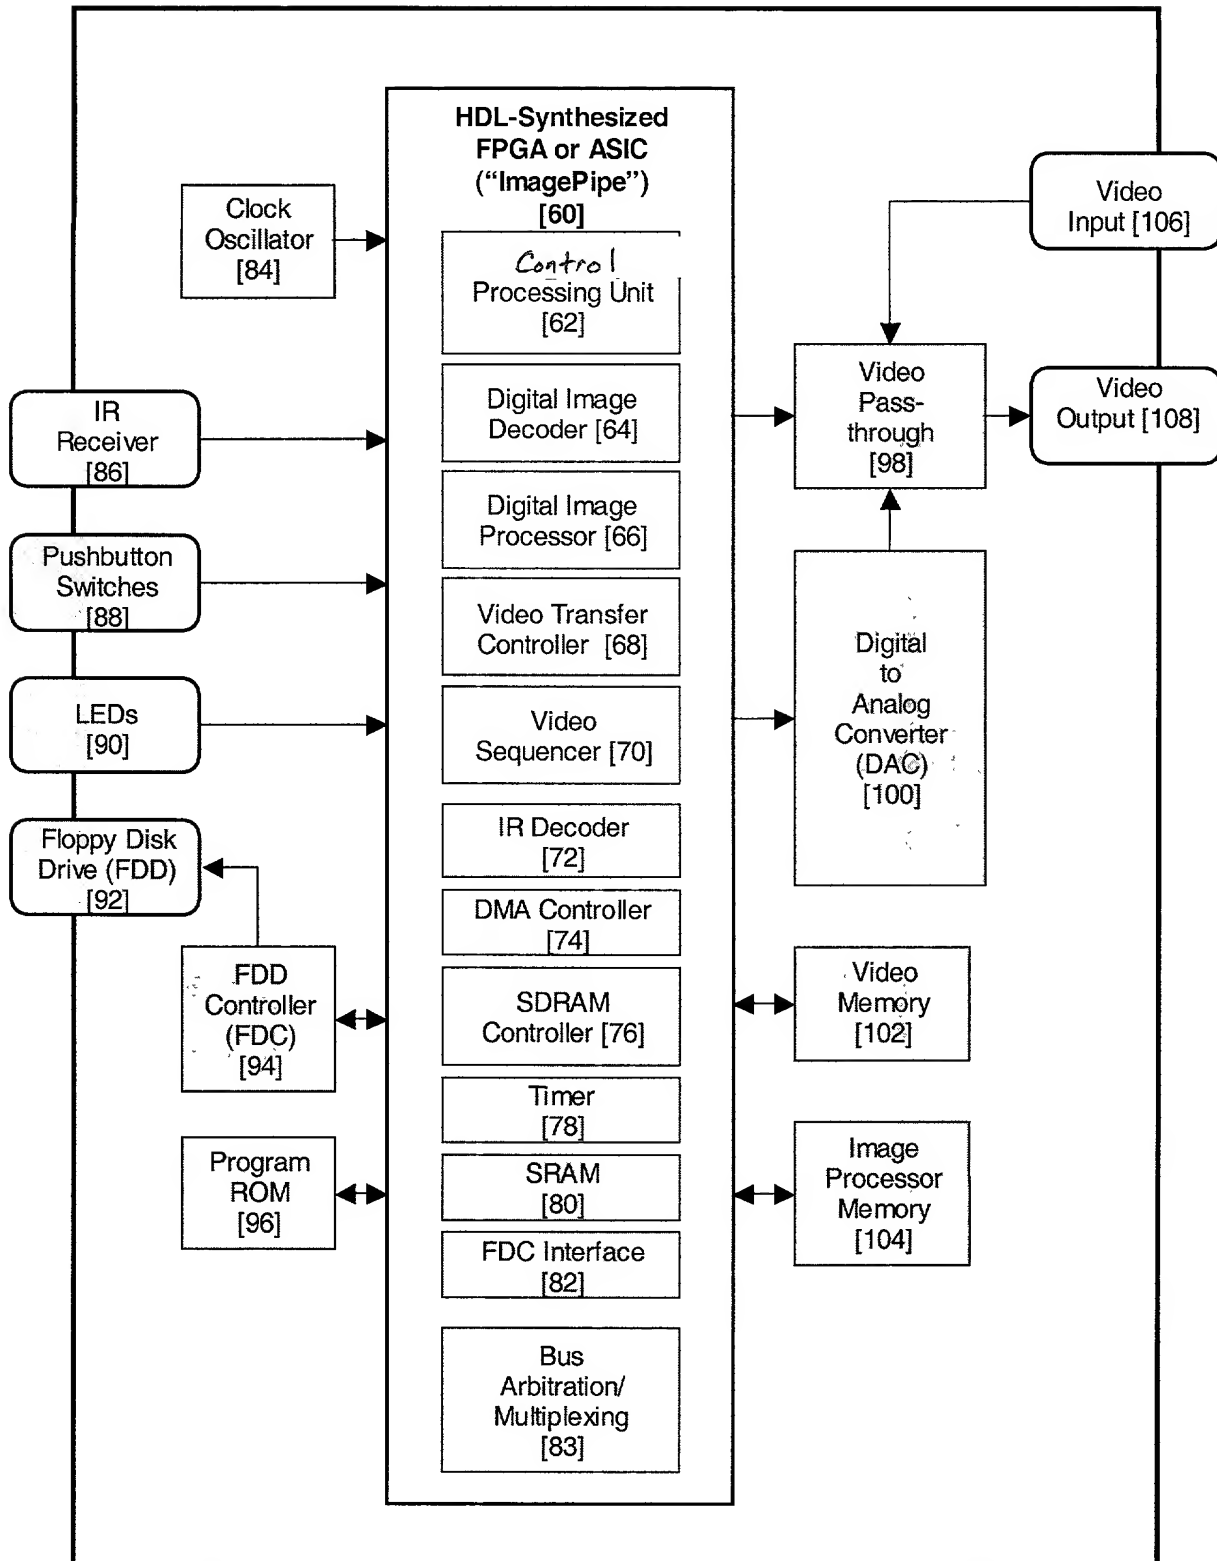 HDL-Synthesized
FPGA or ASIC
("ImagePipe")
[60]
Control
Processing Unit
[62]
Digital Image
Decoder [64]
Digital Image
Processor [66]
Video Transfer
Controller [68]
Video
Sequencer [70]
IR Decoder
[72]
DMA Controller
[74]
SDRAM
Controller [76]
Timer
[78]
SRAM
[80]
FDC Interface
[82]
Bus
Arbitration/
Multiplexing
[83]
Clock
Oscillator
[84]
IR
Receiver
[86]
Pushbutton
Switches
[88]
LEDs
[90]
Floppy Disk
Drive (FDD)
[92]
FDD
Controller
(FDC)
[94]
Program
ROM
[96]
Video
Input [106]
Video
Pass-
through
[98]
Video
Output [108]
Digital
to
Analog
Converter
(DAC)
[100]
Video
Memory
[102]
Image
Processor
Memory
[104]